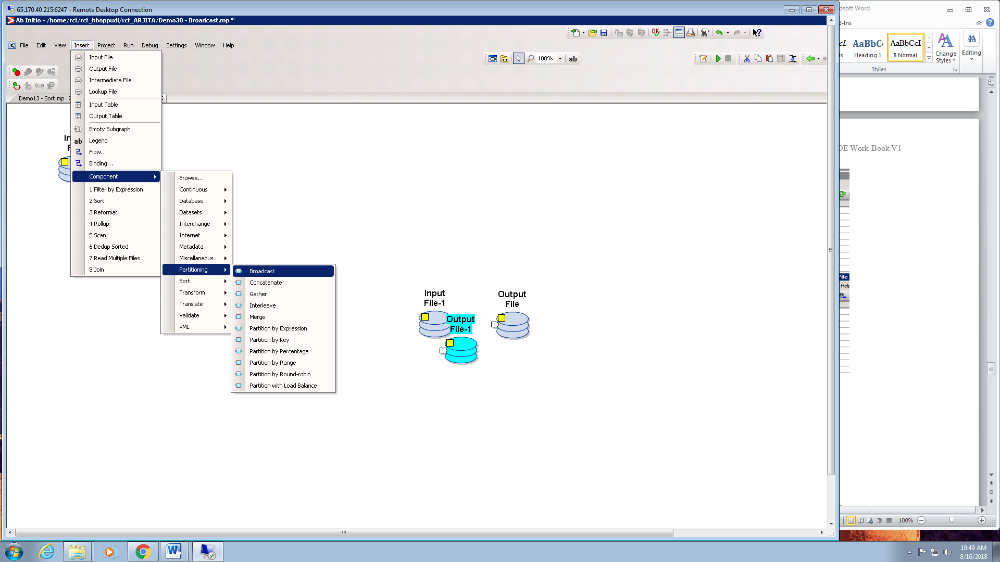 65.170.40.215:6247 - Remote Desktop Connection
Ab Initio - /home/rcf/rcf_hboppudi/rcf_ARJITA/Demo30 - Broadcast.mp *
File Edit View Insert Project Run Debug Settings Window Help
100%
ab
Demo13 - Sort.mp
Input File
Output File
Intermediate File
Lookup File
Input Table
Output Table
Empty Subgraph
ab Legend
Flow...
Binding...
Component
1 Filter by Expression
2 Sort
3 Reformat
4 Rollup
5 Scan
6 Dedup Sorted
7 Read Multiple Files
8 Join
Browse...
Continuous
Database
Datasets
Interchange
Internet
Metadata
Miscellaneous
Partitioning
Sort
Transform
Translate
Validate
XML
Broadcast
Concatenate
Gather
Interleave
Merge
Partition by Expression
Partition by Key
Partition by Percentage
Partition by Range
Partition by Round-robin
Partition with Load Balance
Input
File-1
Output
File-1
Output
File
osoft Word
d-Ins
AaBbC
Heading 1
AaBbCcI
¶ Normal
Change
Styles
Editing
Styles
DE Work Book V1
File
Help
100%
10:49 AM
8/16/2018